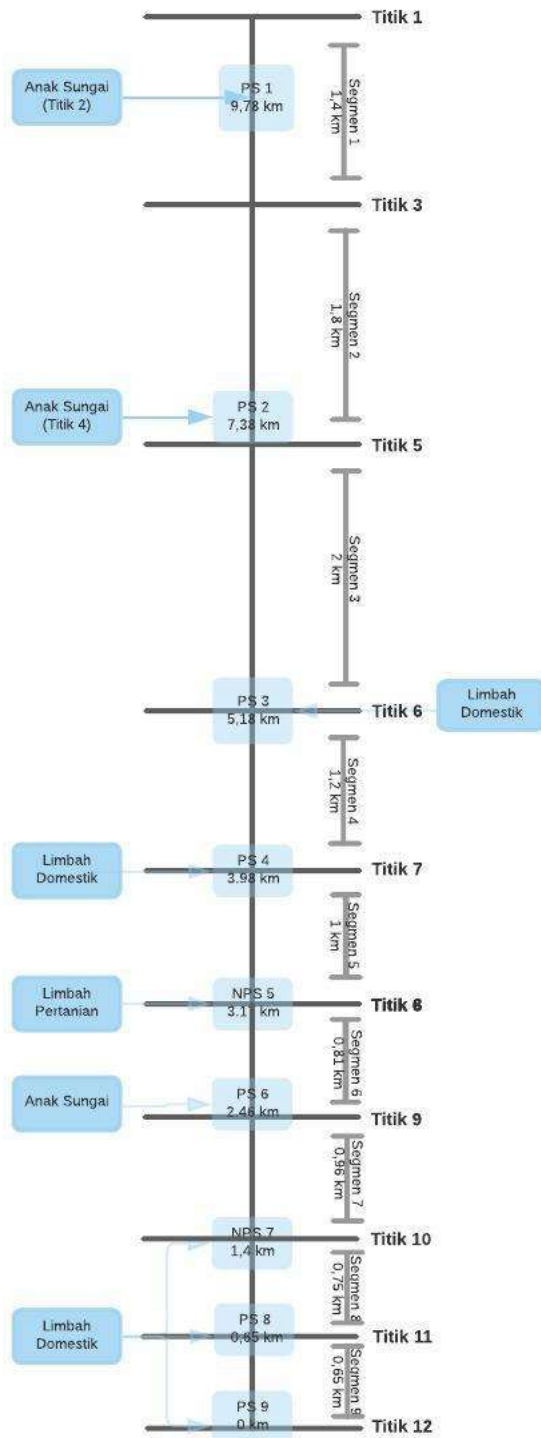 Titik 1
Anak Sungai
(Titik 2)
PS 1
9,78 km
Segmen 1
1,4 km
Titik 3
Segmen 2
1,8 km
Anak Sungai
(Titik 4)
PS 2
7,38 km
Titik 5
Segmen 3
2 km
PS 3
5,18 km
Titik 6
Limbah
Domestik
Segmen 4
1,2 km
Limbah
Domestik
PS 4
3.98 km
Titik 7
Segmen 5
1 km
Limbah
Pertanian
NPS 5
3.17 km
Titik 8
Segmen 6
0,81 km
Anak Sungai
PS 6
2.46 km
Titik 9
Segmen 7
0,96 km
NPS 7
1,4 km
Titik 10
Segmen 8
0,75 km
Limbah
Domestik
PS 8
0,65 km
Titik 11
Segmen 9
0,65 km
PS 9
0 km
Titik 12